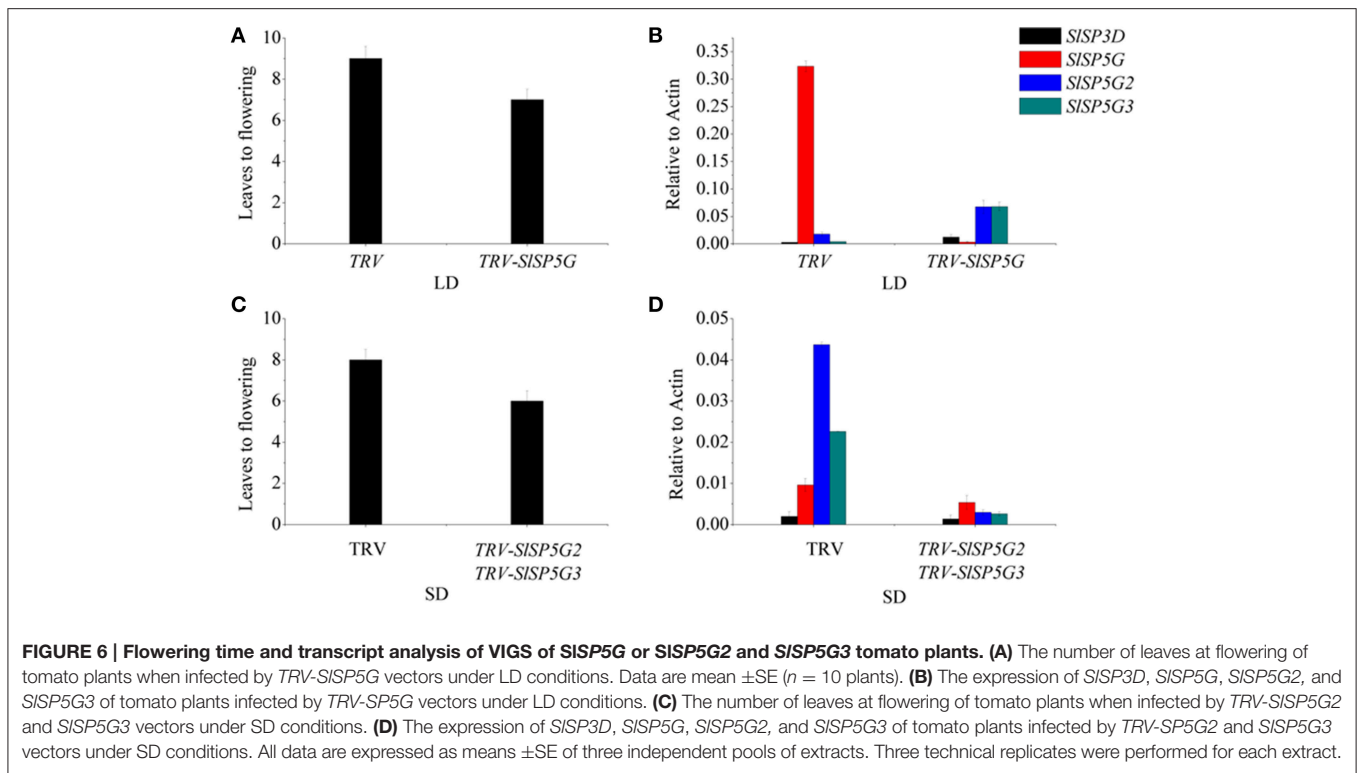 A
10
8
6
4
2
0
Leaves to flowering
TRV
TRV-SlSP5G
LD
B
0.35
0.30
0.25
0.20
0.15
0.10
0.05
0.00
Relative to Actin
TRV
TRV-SlSP5G
LD
SlSP3D
SlSP5G
SlSP5G2
SlSP5G3
C
10
8
6
4
2
0
Leaves to flowering
TRV
TRV-SlSP5G2
TRV-SlSP5G3
SD
D
0.05
0.04
0.03
0.02
0.01
0.00
Relative to Actin
TRV
TRV-SlSP5G2
TRV-SlSP5G3
SD
FIGURE 6 | Flowering time and transcript analysis of VIGS of SlSP5G or SlSP5G2 and SlSP5G3 tomato plants. (A) The number of leaves at flowering of
tomato plants when infected by TRV-SlSP5G vectors under LD conditions. Data are mean ±SE (n = 10 plants). (B) The expression of SlSP3D, SlSP5G, SlSP5G2, and
SlSP5G3 of tomato plants infected by TRV-SP5G vectors under LD conditions. (C) The number of leaves at flowering of tomato plants when infected by TRV-SlSP5G2
and SlSP5G3 vectors under SD conditions. (D) The expression of SlSP3D, SlSP5G, SlSP5G2, and SlSP5G3 of tomato plants infected by TRV-SP5G2 and SlSP5G3
vectors under SD conditions. All data are expressed as means ±SE of three independent pools of extracts. Three technical replicates were performed for each extract.